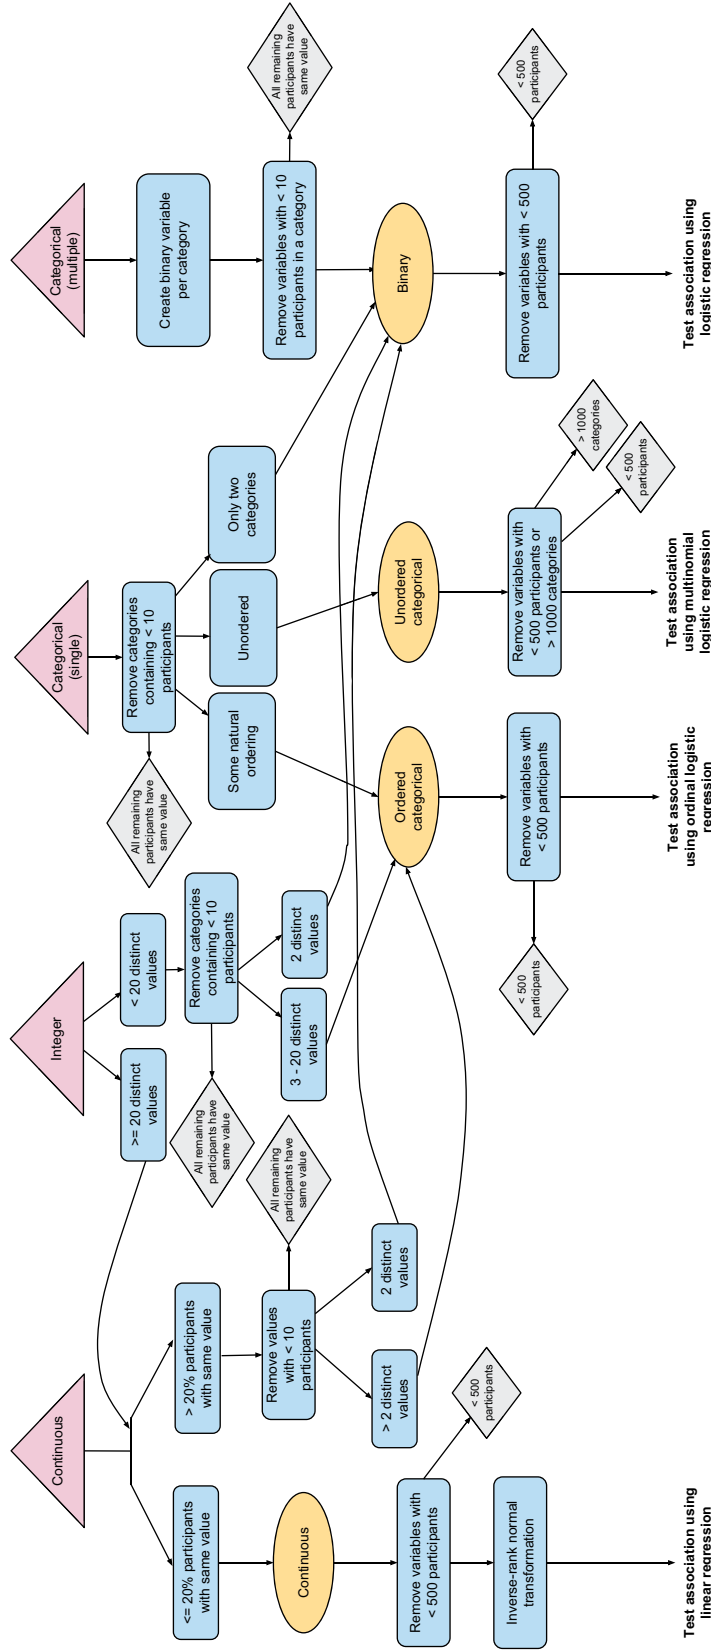 Continuous
<= 20% participants
with same value
Continuous
Remove variables with
< 500 participants
< 500
participants
Inverse-rank normal
transformation
Test association using
linear regression
> 20% participants
with same value
Remove values
with < 10
participants
All remaining
participants have
same value
> 2 distinct
values
2 distinct
values
Integer
>= 20 distinct
values
< 20 distinct
values
Remove categories
containing < 10
participants
All remaining
participants have
same value
3 - 20 distinct
values
2 distinct
values
Categorical
(single)
Remove categories
containing < 10
participants
All remaining
participants have
same value
Some natural
ordering
Unordered
Only two
categories
Ordered
categorical
Remove variables with
< 500 participants
< 500
participants
Test association
using ordinal logistic
regression
Unordered
categorical
Remove variables with
< 500 participants or
> 1000 categories
< 500
participants
> 1000
categories
Test association
using multinomial
logistic regression
Categorical
(multiple)
Create binary variable
per category
Remove variables with < 10
participants in a category
All remaining
participants have
same value
Binary
Remove variables with < 500
participants
< 500
participants
Test association using
logistic regression